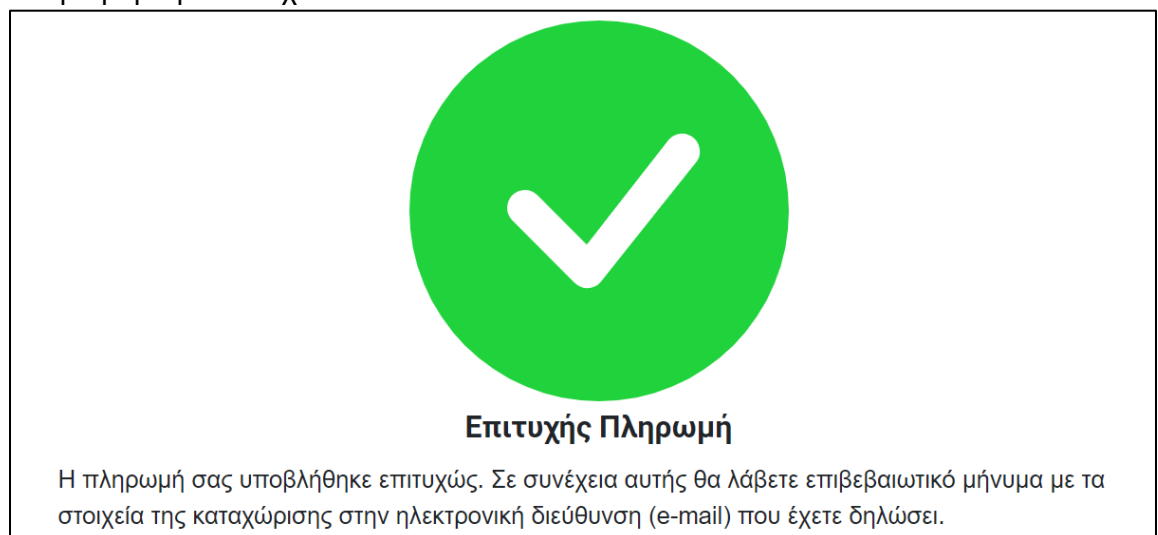 Επιτυχής Πληρωμή
Η πληρωμή σας υποβλήθηκε επιτυχώς. Σε συνέχεια αυτής θα λάβετε επιβεβαιωτικό μήνυμα με τα
στοιχεία της καταχώρισης στην ηλεκτρονική διεύθυνση (e-mail) που έχετε δηλώσει.